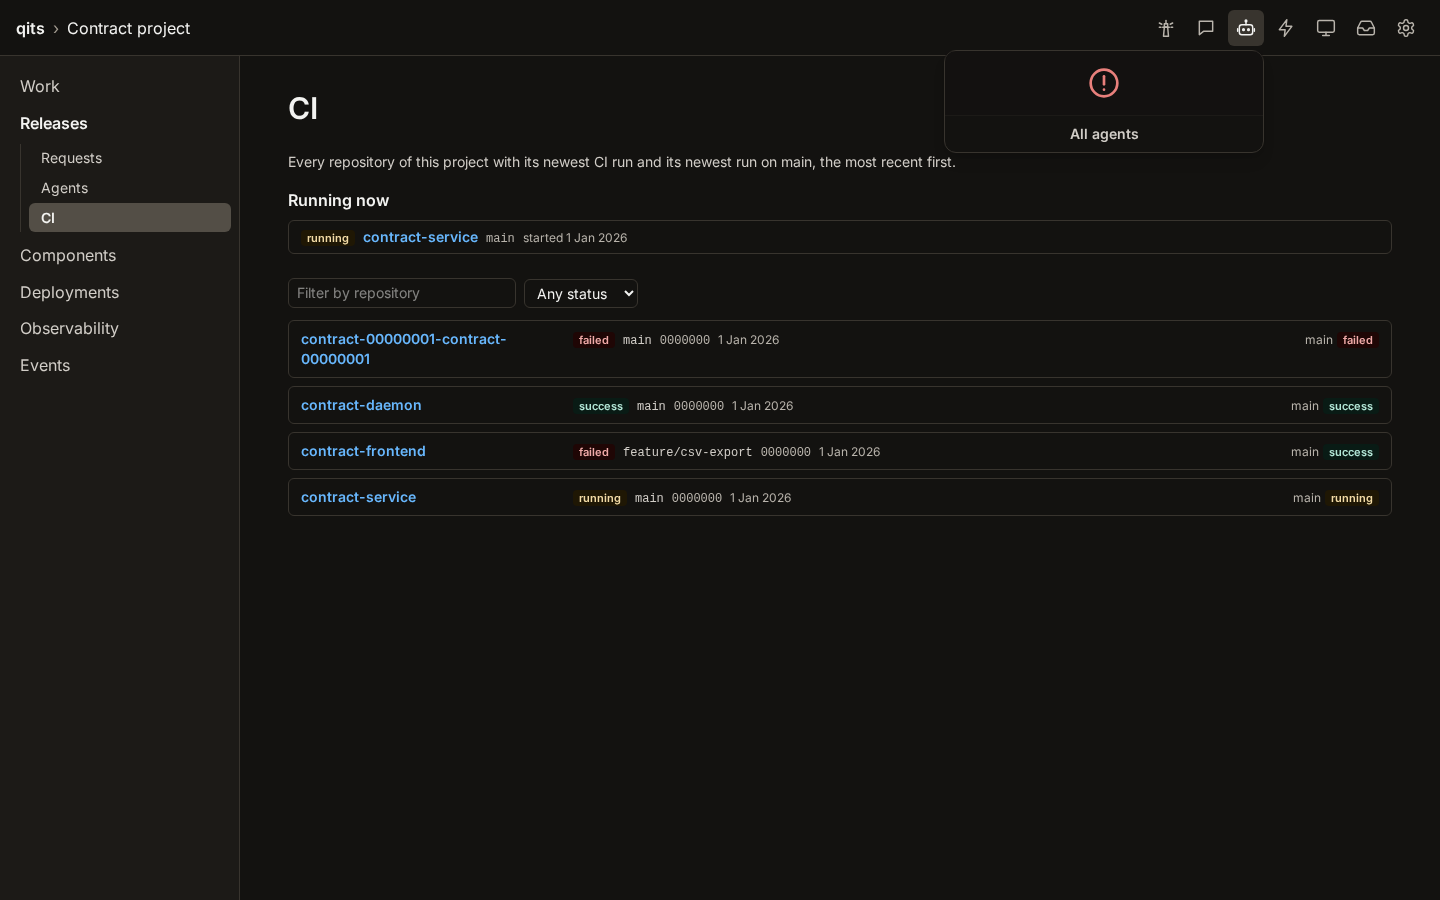 qits › Contract project
All agents
Work
Releases
Requests
Agents
CI
Components
Deployments
Observability
Events
CI
Every repository of this project with its newest CI run and its newest run on main, the most recent first.
Running now
running contract-service main started 1 Jan 2026
Filter by repository Any status
contract-00000001-contract-00000001 failed main 0000000 1 Jan 2026 main failed
contract-daemon success main 0000000 1 Jan 2026 main success
contract-frontend failed feature/csv-export 0000000 1 Jan 2026 main success
contract-service running main 0000000 1 Jan 2026 main running